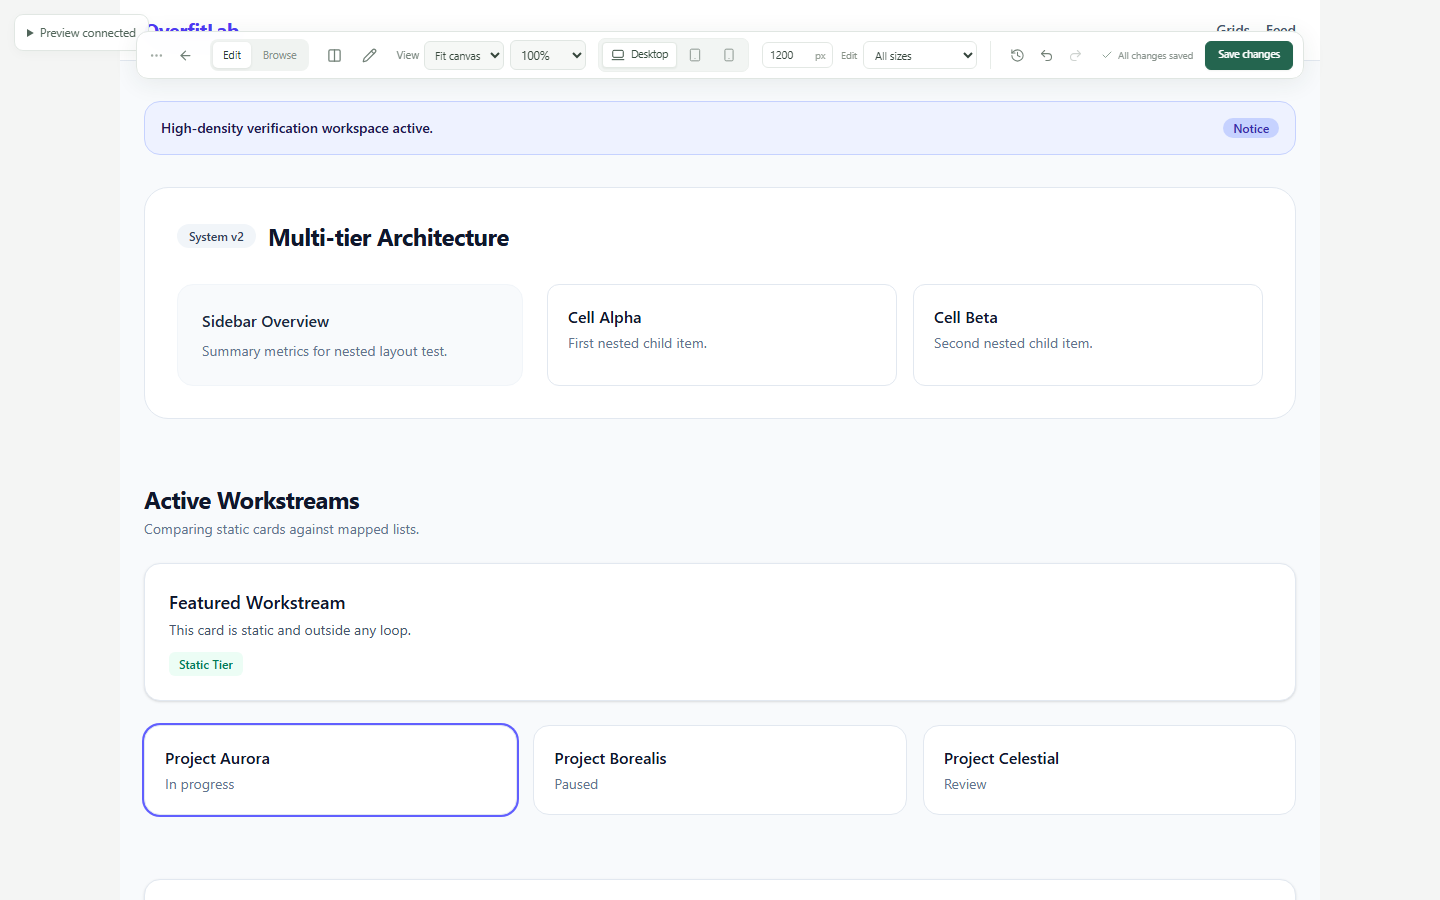 Preview connected
OverfitLab
Grids Feed
Edit Browse View Fit canvas 100% Desktop 1200 px Edit All sizes All changes saved Save changes
High-density verification workspace active.
Notice
System v2
Multi-tier Architecture
Sidebar Overview
Summary metrics for nested layout test.
Cell Alpha
First nested child item.
Cell Beta
Second nested child item.
Active Workstreams
Comparing static cards against mapped lists.
Featured Workstream
This card is static and outside any loop.
Static Tier
Project Aurora
In progress
Project Borealis
Paused
Project Celestial
Review